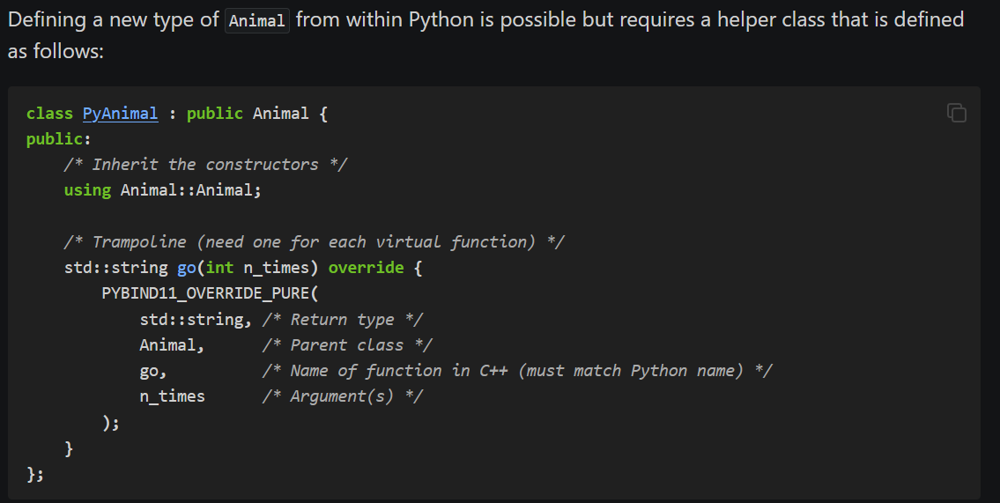 Defining a new type of Animal from within Python is possible but requires a helper class that is defined
as follows:
class PyAnimal : public Animal {
public:
    /* Inherit the constructors */
    using Animal::Animal;

    /* Trampoline (need one for each virtual function) */
    std::string go(int n_times) override {
        PYBIND11_OVERRIDE_PURE(
            std::string, /* Return type */
            Animal,      /* Parent class */
            go,          /* Name of function in C++ (must match Python name) */
            n_times      /* Argument(s) */
        );
    }
};